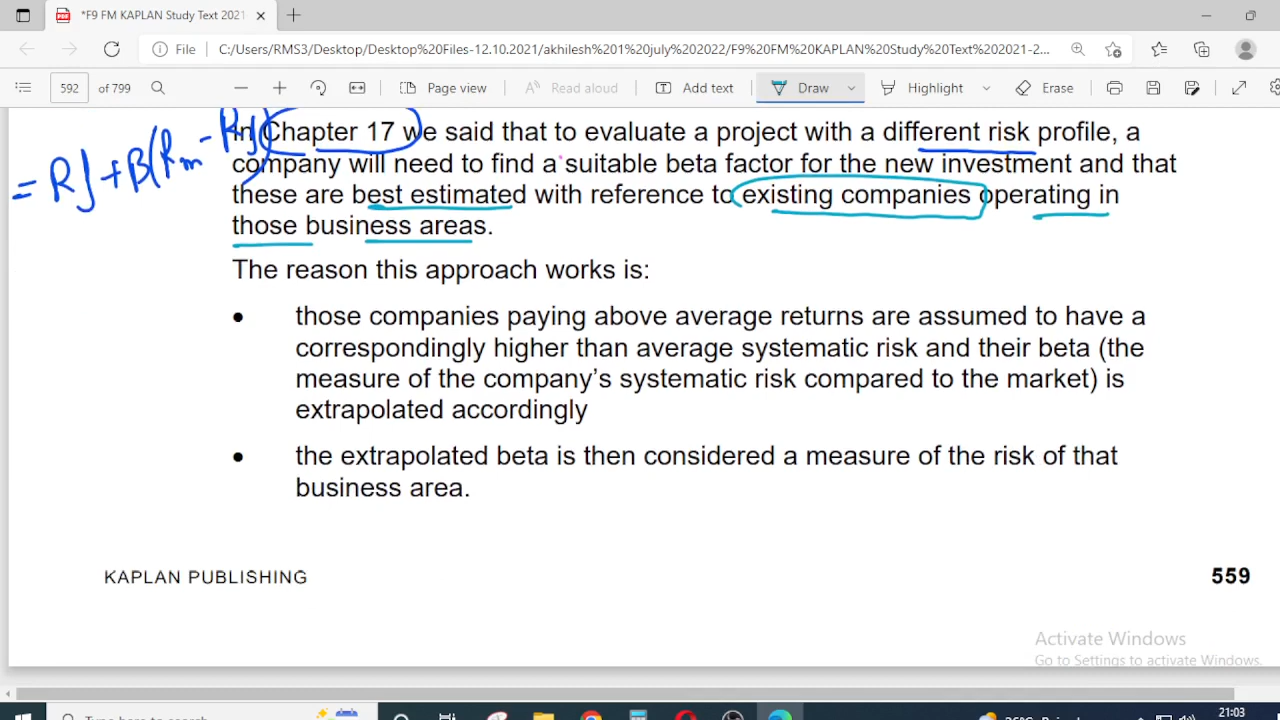 *F9 FM KAPLAN Study Text 2021
File C:/Users/RMS3/Desktop/Desktop%20Files-12.10.2021/akhilesh%201%20july%202022/F9%20FM%20KAPLAN%20Study%20Text%202021-2...
592 of 799 Page view Read aloud Add text Draw Highlight Erase
= Rf + B(Rm - Rf)
In Chapter 17 we said that to evaluate a project with a different risk profile, a
company will need to find a suitable beta factor for the new investment and that
these are best estimated with reference to existing companies operating in
those business areas.
The reason this approach works is:
• those companies paying above average returns are assumed to have a
correspondingly higher than average systematic risk and their beta (the
measure of the company's systematic risk compared to the market) is
extrapolated accordingly
• the extrapolated beta is then considered a measure of the risk of that
business area.
KAPLAN PUBLISHING 559
Activate Windows
Go to Settings to activate Windows.
21:03